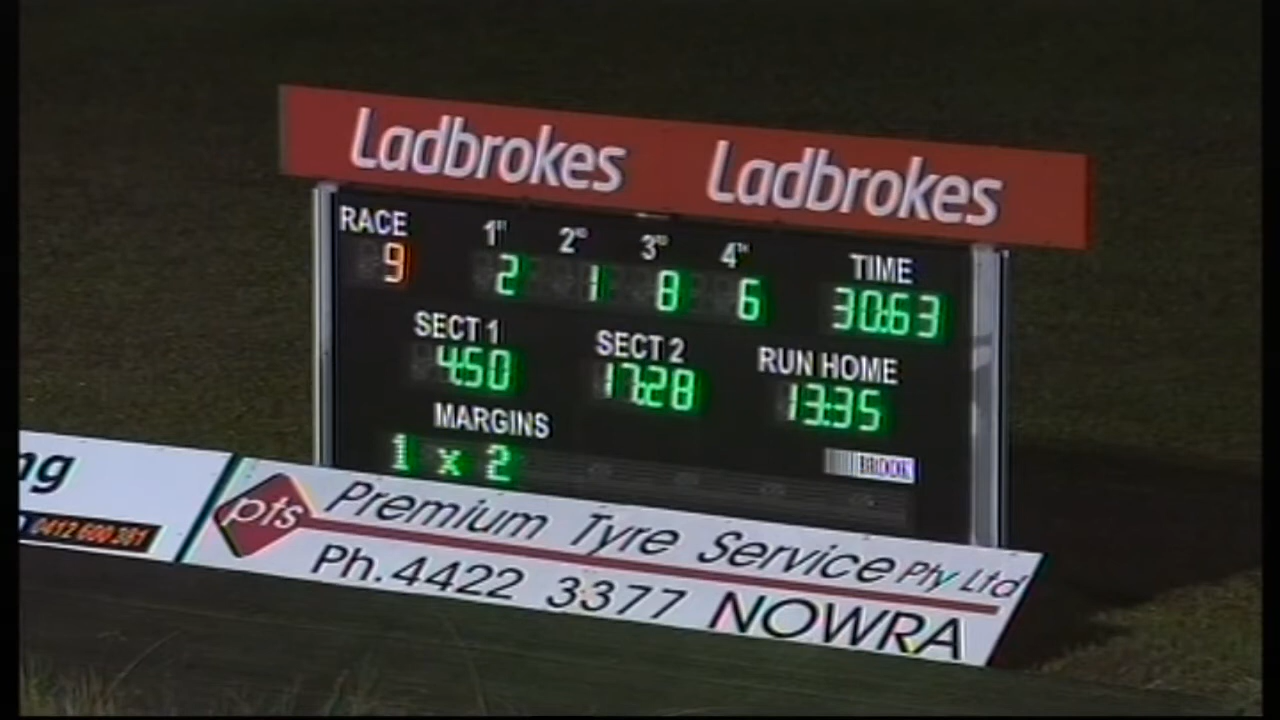 Ladbrokes Ladbrokes
RACE 1st 2nd 3rd 4th TIME
9 2 1 8 6 30.63
SECT 1 SECT 2 RUN HOME
4.50 17.28 13.35
MARGINS
1 x 2
BROOK
ng
0412 600 381
pts Premium Tyre Service Pty Ltd
Ph. 4422 3377 NOWRA